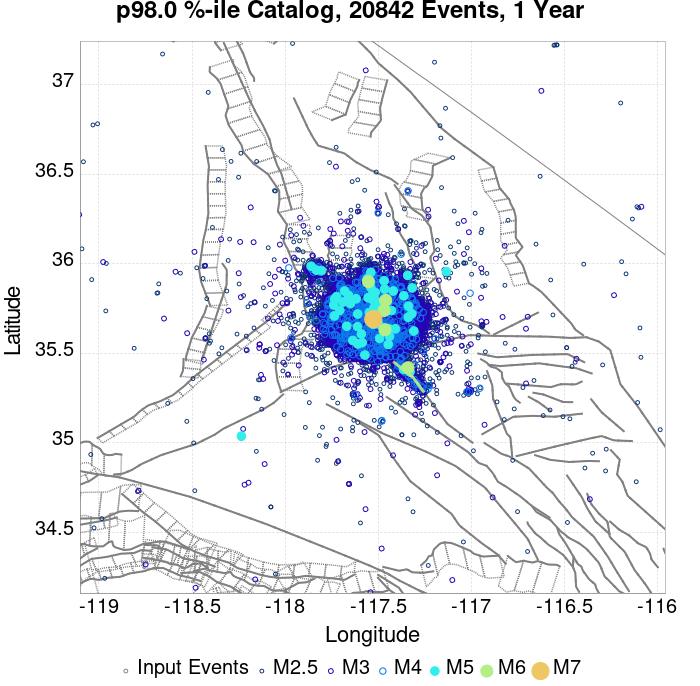 p98.0 %-ile Catalog, 20842 Events, 1 Year
37
36.5
36
35.5
35
34.5
Latitude
-119 -118.5 -118 -117.5 -117 -116.5 -116
Longitude
Input Events M2.5 M3 M4 M5 M6 M7